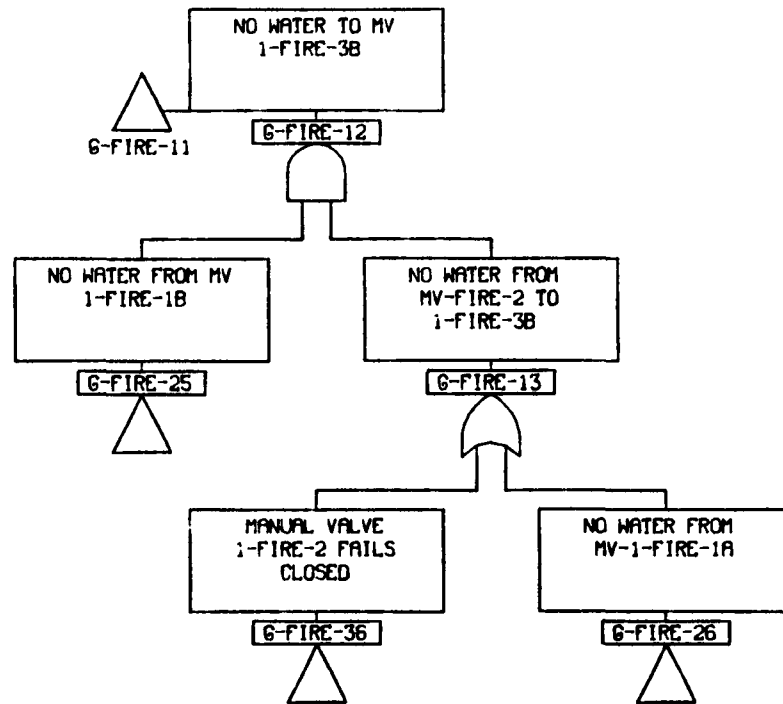 NO WATER TO MV
1-FIRE-3B
G-FIRE-11
G-FIRE-12
NO WATER FROM MV
1-FIRE-1B
G-FIRE-25
NO WATER FROM
MV-FIRE-2 TO
1-FIRE-3B
G-FIRE-13
MANUAL VALVE
1-FIRE-2 FAILS
CLOSED
G-FIRE-36
NO WATER FROM
MV-1-FIRE-1A
G-FIRE-26